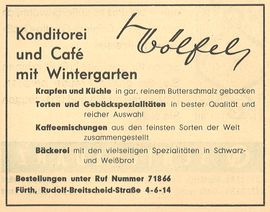 Konditorei
und Café
mit Wintergarten
Wölfel
Krapfen und Küchle in gar. reinem Butterschmalz gebacken
Torten und Gebäckspezialitäten in bester Qualität und
reicher Auswahl
Kaffeemischungen aus den feinsten Sorten der Welt
zusammengestellt
Bäckerei mit den vielseitigen Spezialitäten in Schwarz-
und Weißbrot
Bestellungen unter Ruf Nummer 71866
Fürth, Rudolf-Breitscheid-Straße 4-6-14